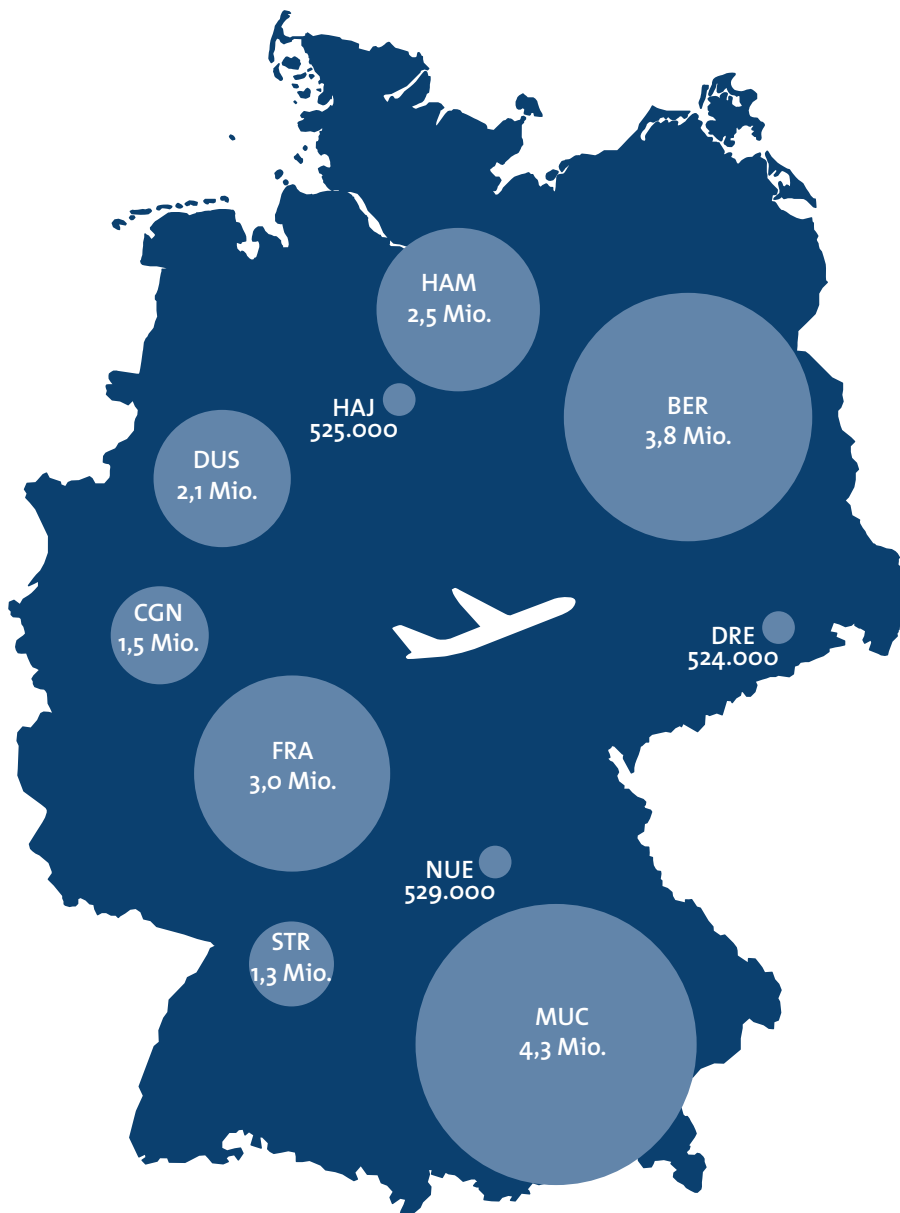 HAM
2,5 Mio.
BER
3,8 Mio.
HAJ
525.000
DUS
2,1 Mio.
CGN
1,5 Mio.
DRE
524.000
FRA
3,0 Mio.
NUE
529.000
STR
1,3 Mio.
MUC
4,3 Mio.